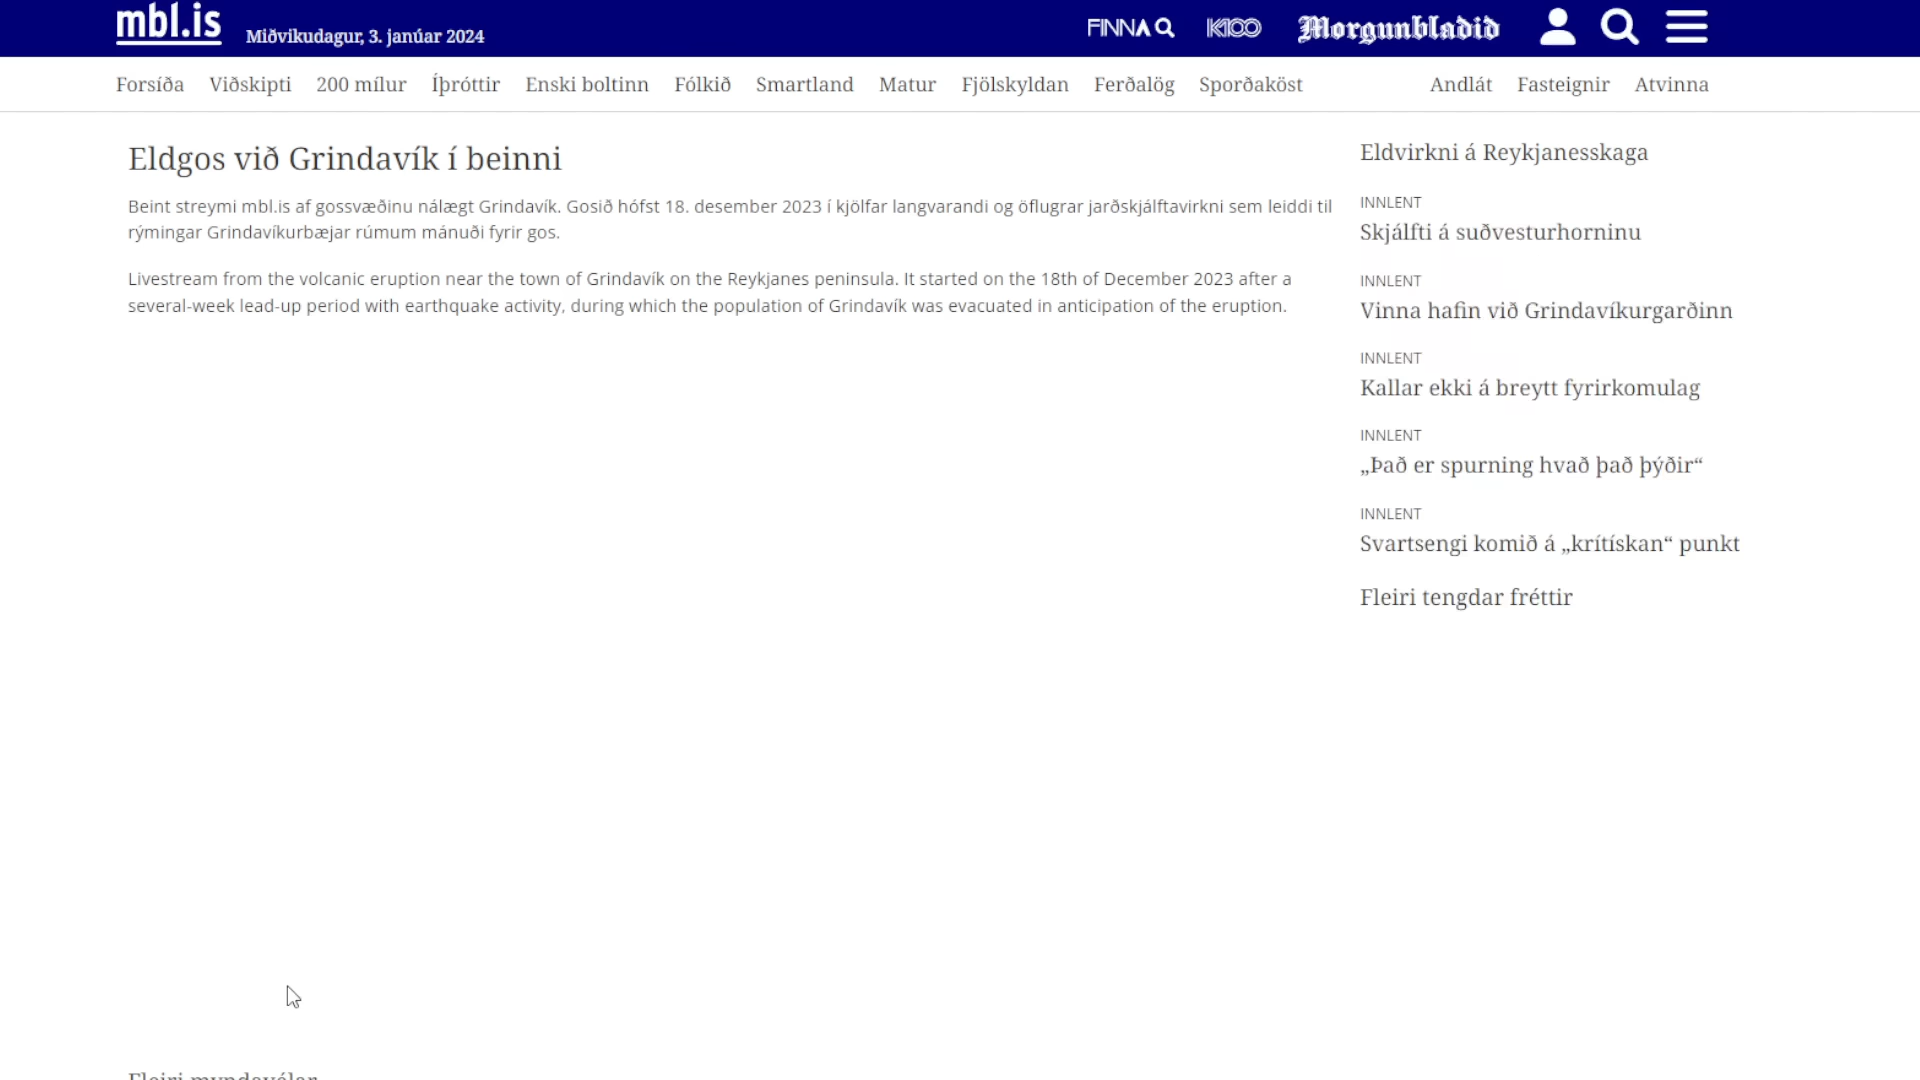 mbl.is
Miðvikudagur, 3. janúar 2024
FINNA
K100
Morgunblaðið
Forsíða Viðskipti 200 mílur Íþróttir Enski boltinn Fólkið Smartland Matur Fjölskyldan Ferðalög Sporðaköst Andlát Fasteignir Atvinna
Eldgos við Grindavík í beinni
Beint streymi mbl.is af gossvæðinu nálægt Grindavík. Gosið hófst 18. desember 2023 í kjölfar langvarandi og öflugrar jarðskjálftavirkni sem leiddi til
rýmingar Grindavíkurbæjar rúmum mánuði fyrir gos.
Livestream from the volcanic eruption near the town of Grindavík on the Reykjanes peninsula. It started on the 18th of December 2023 after a
several-week lead-up period with earthquake activity, during which the population of Grindavík was evacuated in anticipation of the eruption.
Eldvirkni á Reykjanesskaga
INNLENT
Skjálfti á suðvesturhorninu
INNLENT
Vinna hafin við Grindavíkurgarðinn
INNLENT
Kallar ekki á breytt fyrirkomulag
INNLENT
„Það er spurning hvað það þýðir“
INNLENT
Svartsengi komið á „krítískan“ punkt
Fleiri tengdar fréttir
Fleiri myndavélar